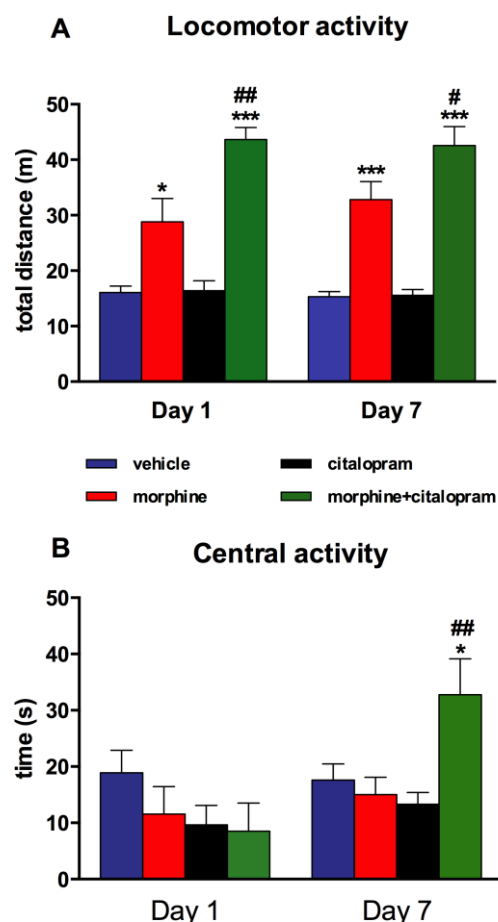 A Locomotor activity
total distance (m)
50
40
30
20
10
0
*
##
***
***
#
***
Day 1 Day 7
vehicle citalopram
morphine morphine+citalopram
B Central activity
time (s)
50
40
30
20
10
0
##
*
Day 1 Day 7